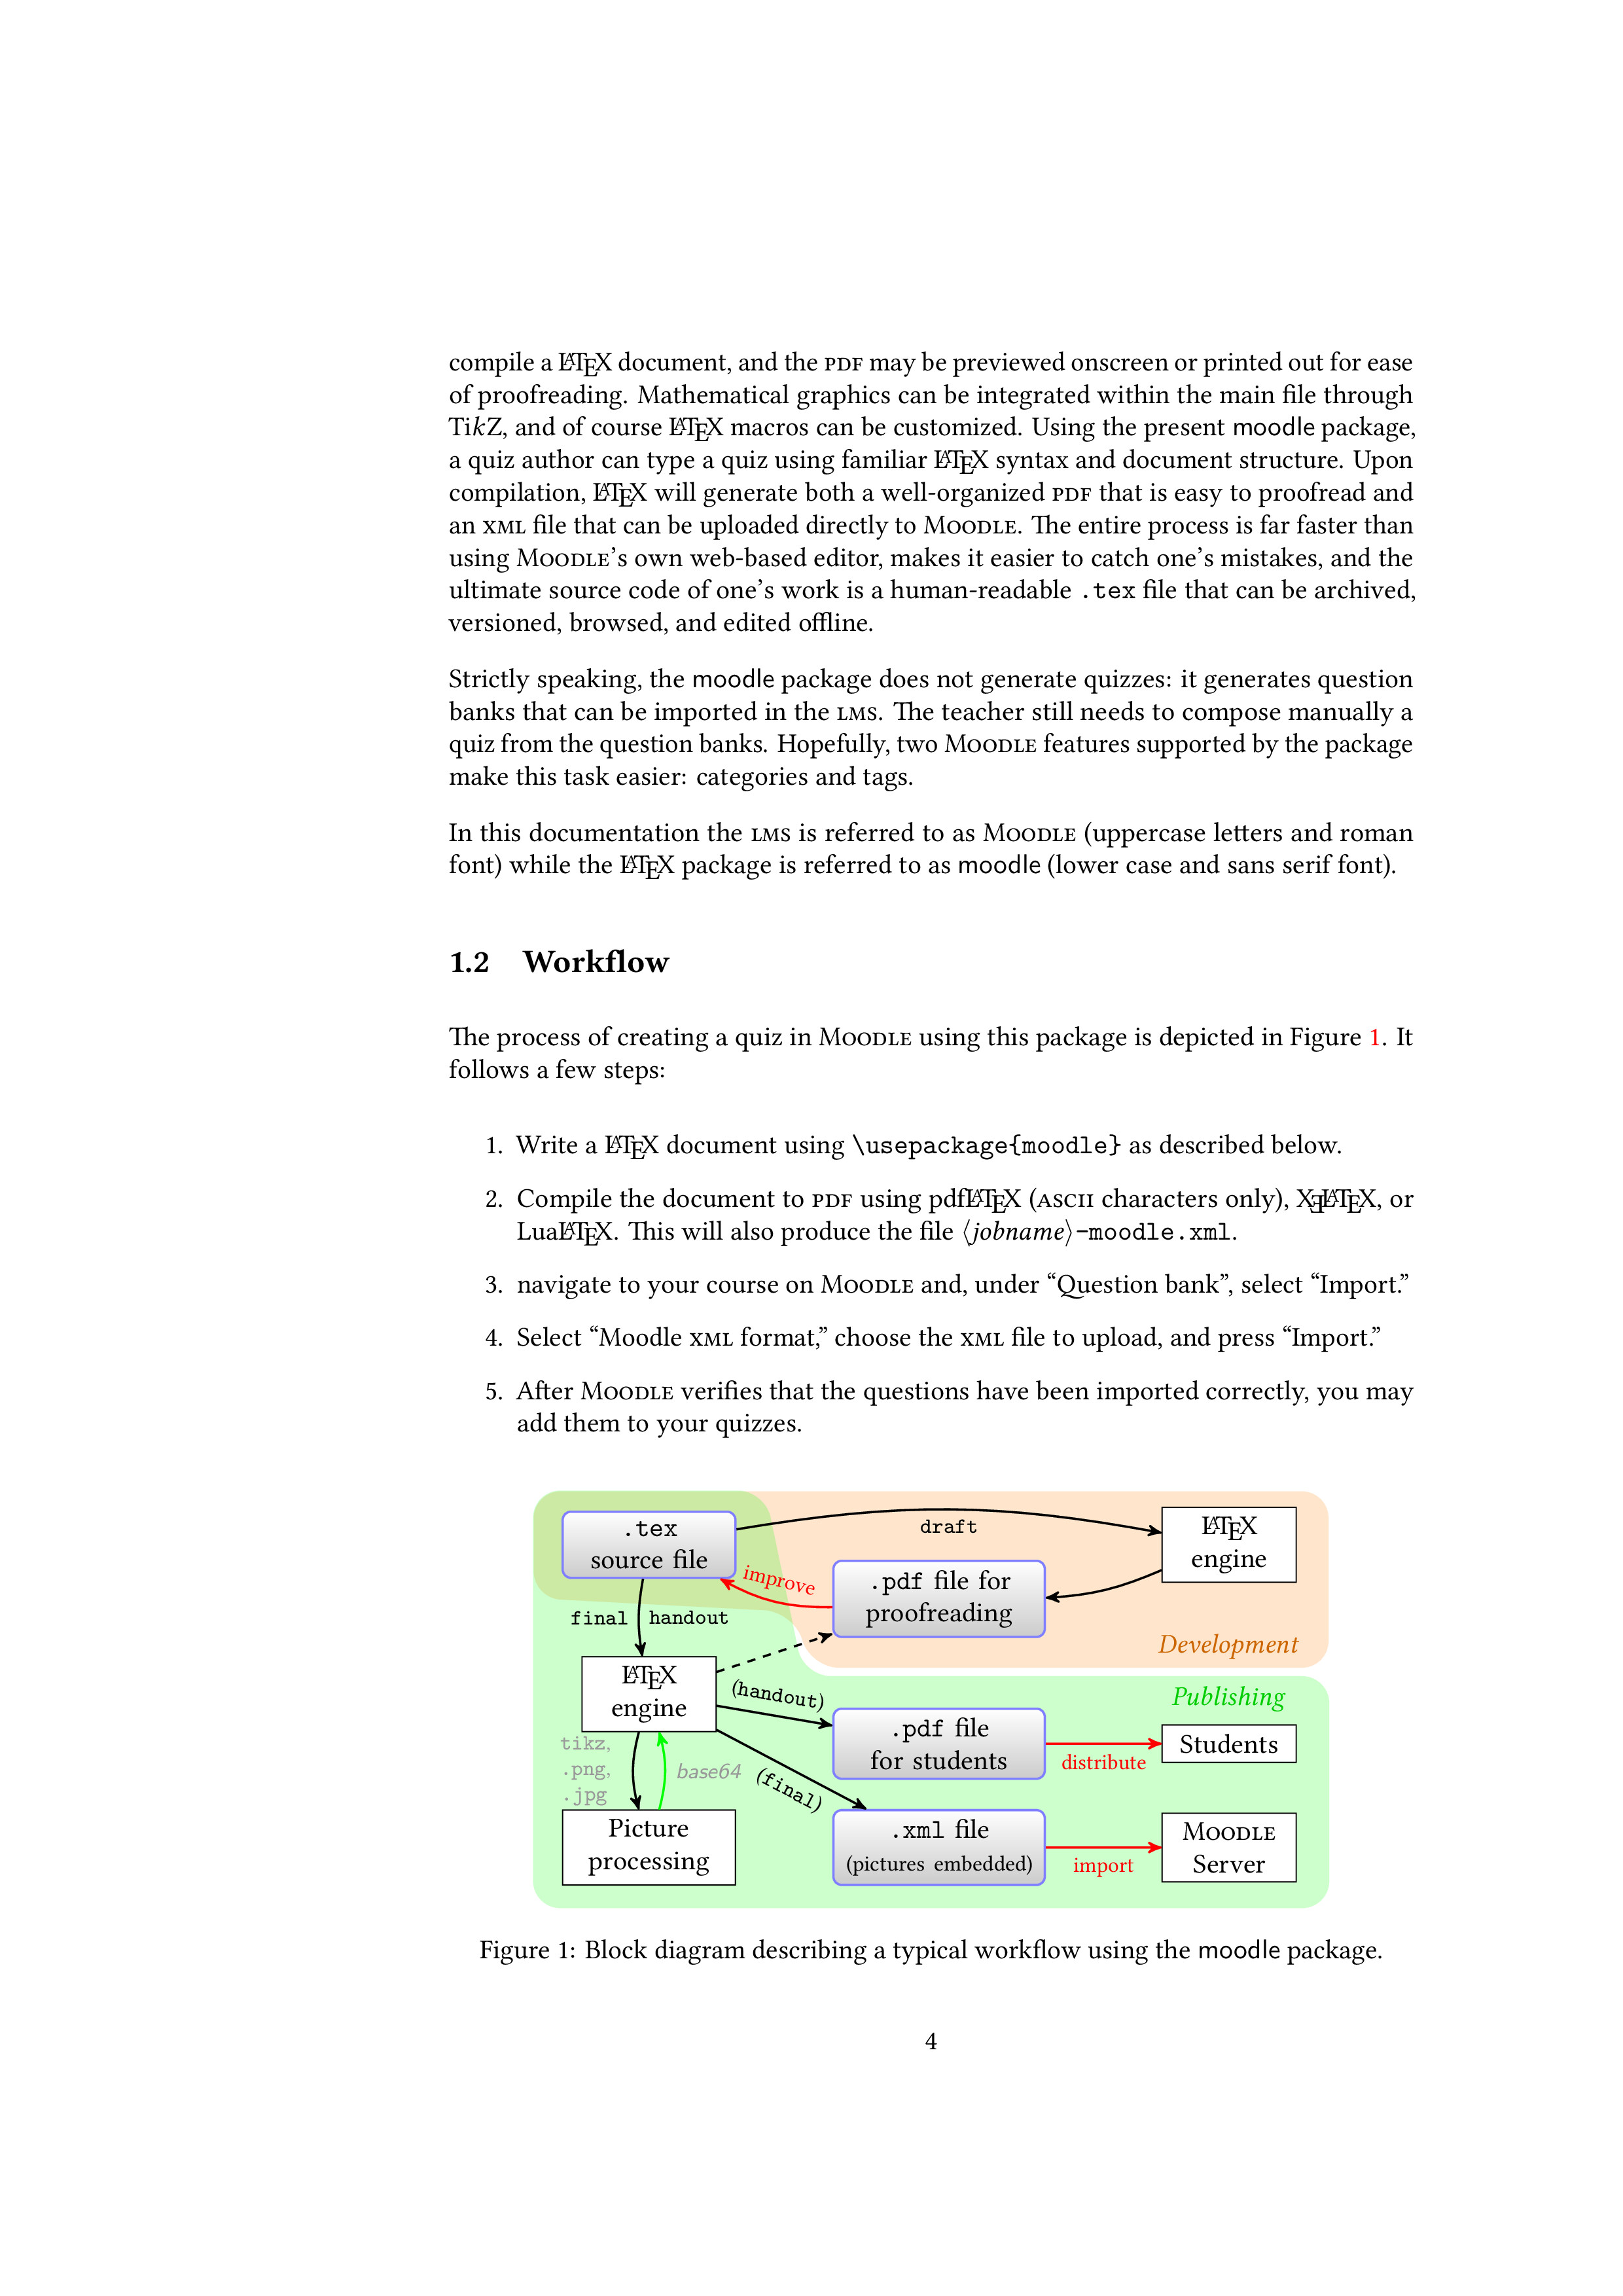 compile a LaTeX document, and the PDF may be previewed onscreen or printed out for ease
of proofreading. Mathematical graphics can be integrated within the main file through
TikZ, and of course LaTeX macros can be customized. Using the present moodle package,
a quiz author can type a quiz using familiar LaTeX syntax and document structure. Upon
compilation, LaTeX will generate both a well-organized PDF that is easy to proofread and
an XML file that can be uploaded directly to MOODLE. The entire process is far faster than
using MOODLE’s own web-based editor, makes it easier to catch one’s mistakes, and the
ultimate source code of one’s work is a human-readable .tex file that can be archived,
versioned, browsed, and edited offline.
Strictly speaking, the moodle package does not generate quizzes: it generates question
banks that can be imported in the LMS. The teacher still needs to compose manually a
quiz from the question banks. Hopefully, two MOODLE features supported by the package
make this task easier: categories and tags.
In this documentation the LMS is referred to as MOODLE (uppercase letters and roman
font) while the LaTeX package is referred to as moodle (lower case and sans serif font).
1.2 Workflow
The process of creating a quiz in MOODLE using this package is depicted in Figure 1. It
follows a few steps:
1. Write a LaTeX document using \usepackage{moodle} as described below.
2. Compile the document to PDF using pdfLaTeX (ASCII characters only), XeLaTeX, or
LuaLaTeX. This will also produce the file ⟨jobname⟩-moodle.xml.
3. navigate to your course on MOODLE and, under “Question bank”, select “Import.”
4. Select “Moodle XML format,” choose the XML file to upload, and press “Import.”
5. After MOODLE verifies that the questions have been imported correctly, you may
add them to your quizzes.
.tex
source file
draft
LaTeX
engine
improve
.pdf file for
proofreading
final handout
Development
LaTeX
engine
(handout)
Publishing
.pdf file
for students
distribute
Students
tikz,
.png,
.jpg
base64
(final)
Picture
processing
.xml file
(pictures embedded)
import
MOODLE
Server
Figure 1: Block diagram describing a typical workflow using the moodle package.
4